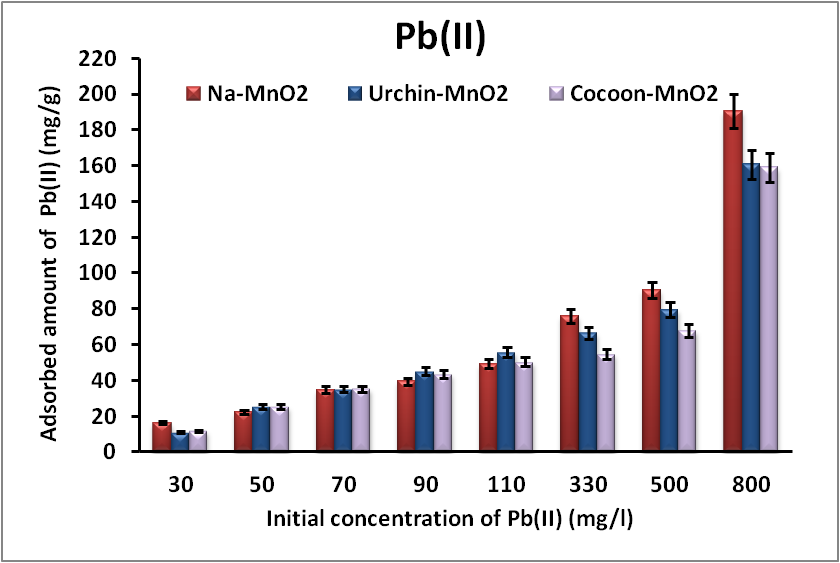 Pb(II)
Na-MnO2 Urchin-MnO2 Cocoon-MnO2
Adsorbed amount of Pb(II) (mg/g)
220
200
180
160
140
120
100
80
60
40
20
0
30 50 70 90 110 330 500 800
Initial concentration of Pb(II) (mg/l)